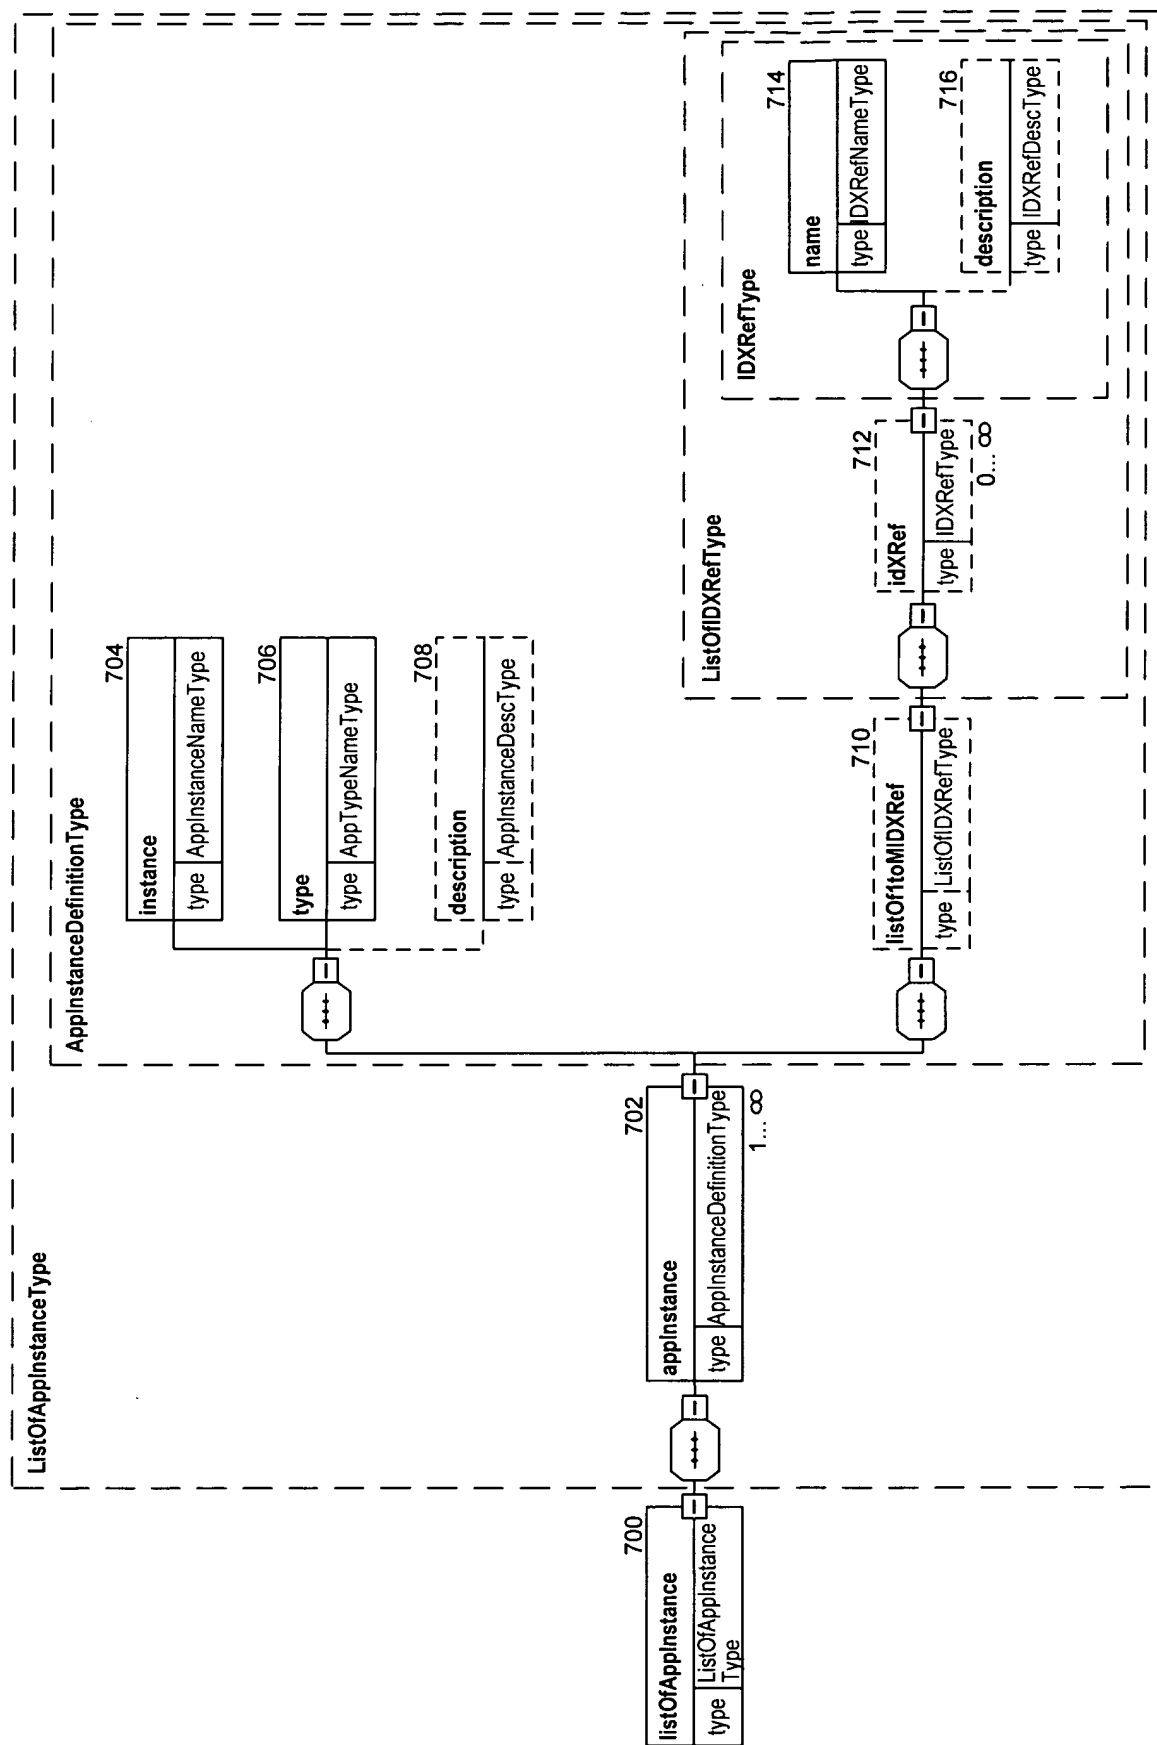 ListOfAppInstanceType
AppInstanceDefinitionType
700
listOfAppInstance
type ListOfAppInstance
Type
702
appInstance
type AppInstanceDefinitionType
1... ∞
704
instance
type AppInstanceNameType
706
type
type AppTypeNameType
708
description
type AppInstanceDescType
710
listOf1toMIDXRef
type ListOfIDXRefType
ListOfIDXRefType
712
idXRef
type IDXRefType
0... ∞
IDXRefType
714
name
type IDXRefNameType
716
description
type IDXRefDescType